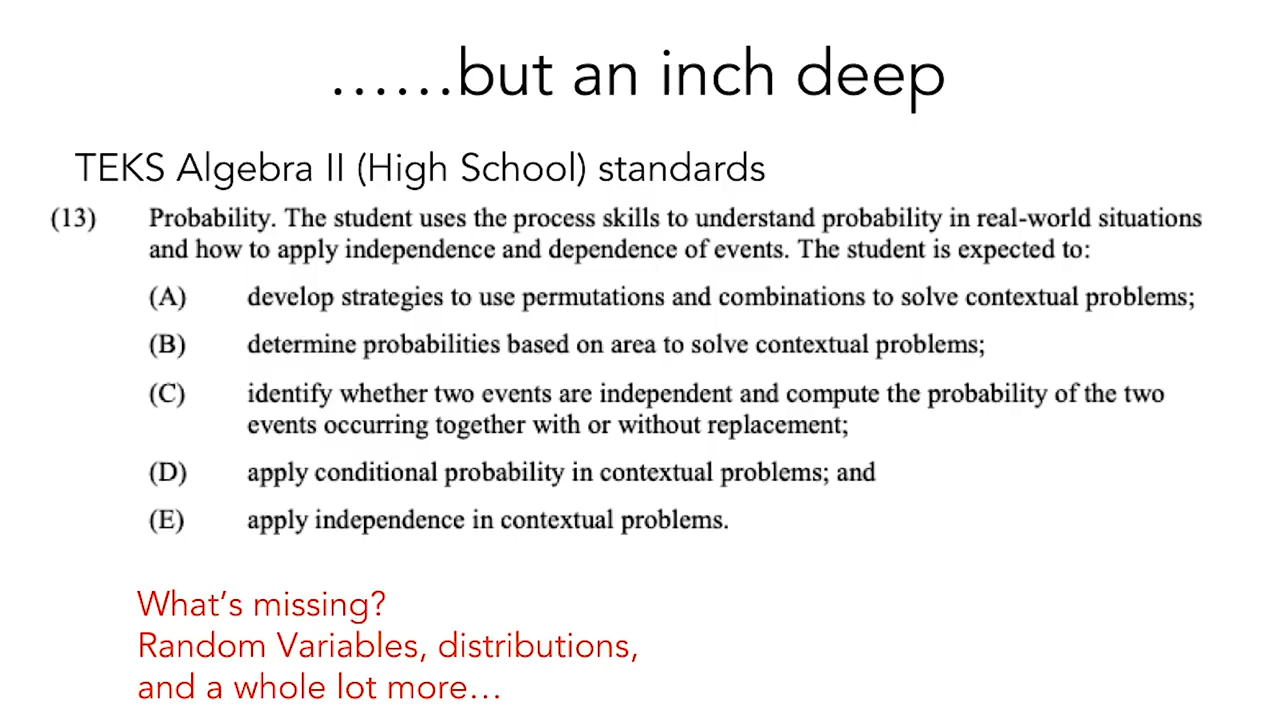 ......but an inch deep
TEKS Algebra II (High School) standards
(13) Probability. The student uses the process skills to understand probability in real-world situations
and how to apply independence and dependence of events. The student is expected to:
(A) develop strategies to use permutations and combinations to solve contextual problems;
(B) determine probabilities based on area to solve contextual problems;
(C) identify whether two events are independent and compute the probability of the two
events occurring together with or without replacement;
(D) apply conditional probability in contextual problems; and
(E) apply independence in contextual problems.
What's missing?
Random Variables, distributions,
and a whole lot more...